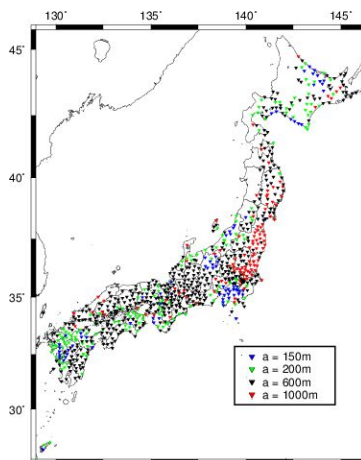 130° 135° 140° 145°
45°
40°
35°
30°
a = 150m
a = 200m
a = 600m
a = 1000m